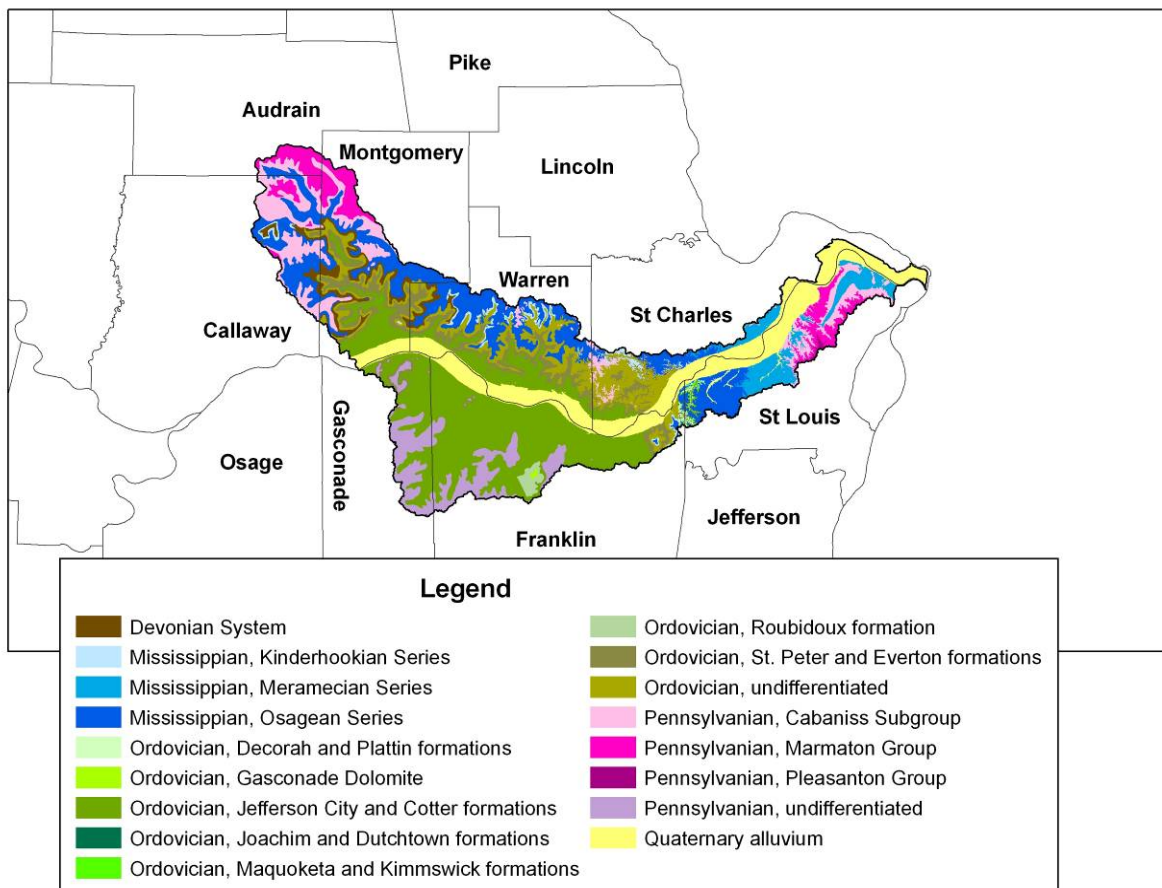 Pike
Audrain
Montgomery
Lincoln
Warren
St Charles
Callaway
Gasconade
St Louis
Osage
Jefferson
Franklin
Legend
Devonian System
Mississippian, Kinderhookian Series
Mississippian, Meramecian Series
Mississippian, Osagean Series
Ordovician, Decorah and Plattin formations
Ordovician, Gasconade Dolomite
Ordovician, Jefferson City and Cotter formations
Ordovician, Joachim and Dutchtown formations
Ordovician, Maquoketa and Kimmswick formations
Ordovician, Roubidoux formation
Ordovician, St. Peter and Everton formations
Ordovician, undifferentiated
Pennsylvanian, Cabaniss Subgroup
Pennsylvanian, Marmaton Group
Pennsylvanian, Pleasanton Group
Pennsylvanian, undifferentiated
Quaternary alluvium